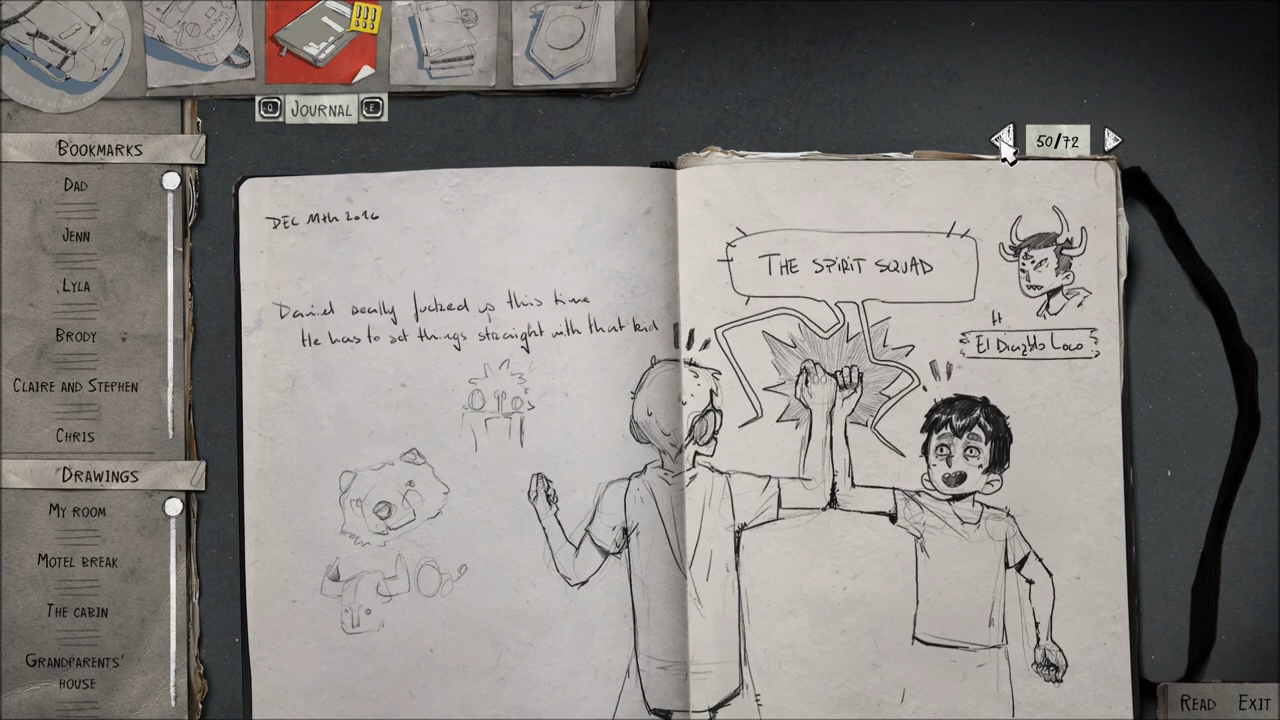 Q JOURNAL E
50/72
BOOKMARKS
DAD
JENN
LYLA
BRODY
CLAIRE AND STEPHEN
CHRIS
DRAWINGS
MY ROOM
MOTEL BREAK
THE CABIN
GRANDPARENTS'
HOUSE
2016
Daniel really fucked up this time
He has to set things straight with that kid
THE SPIRIT SQUAD
El Diablo Loco
READ EXIT